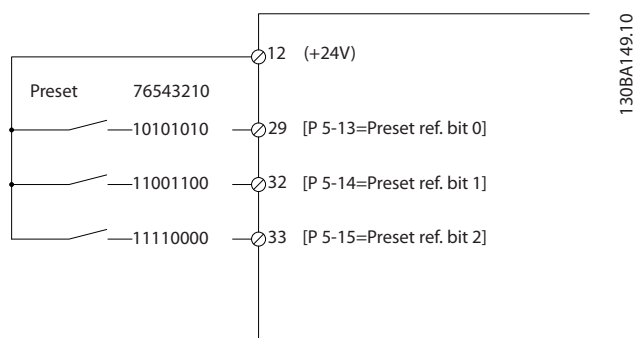 12 (+24V)
Preset 76543210
10101010 29 [P 5-13=Preset ref. bit 0]
11001100 32 [P 5-14=Preset ref. bit 1]
11110000 33 [P 5-15=Preset ref. bit 2]
130BA149.10